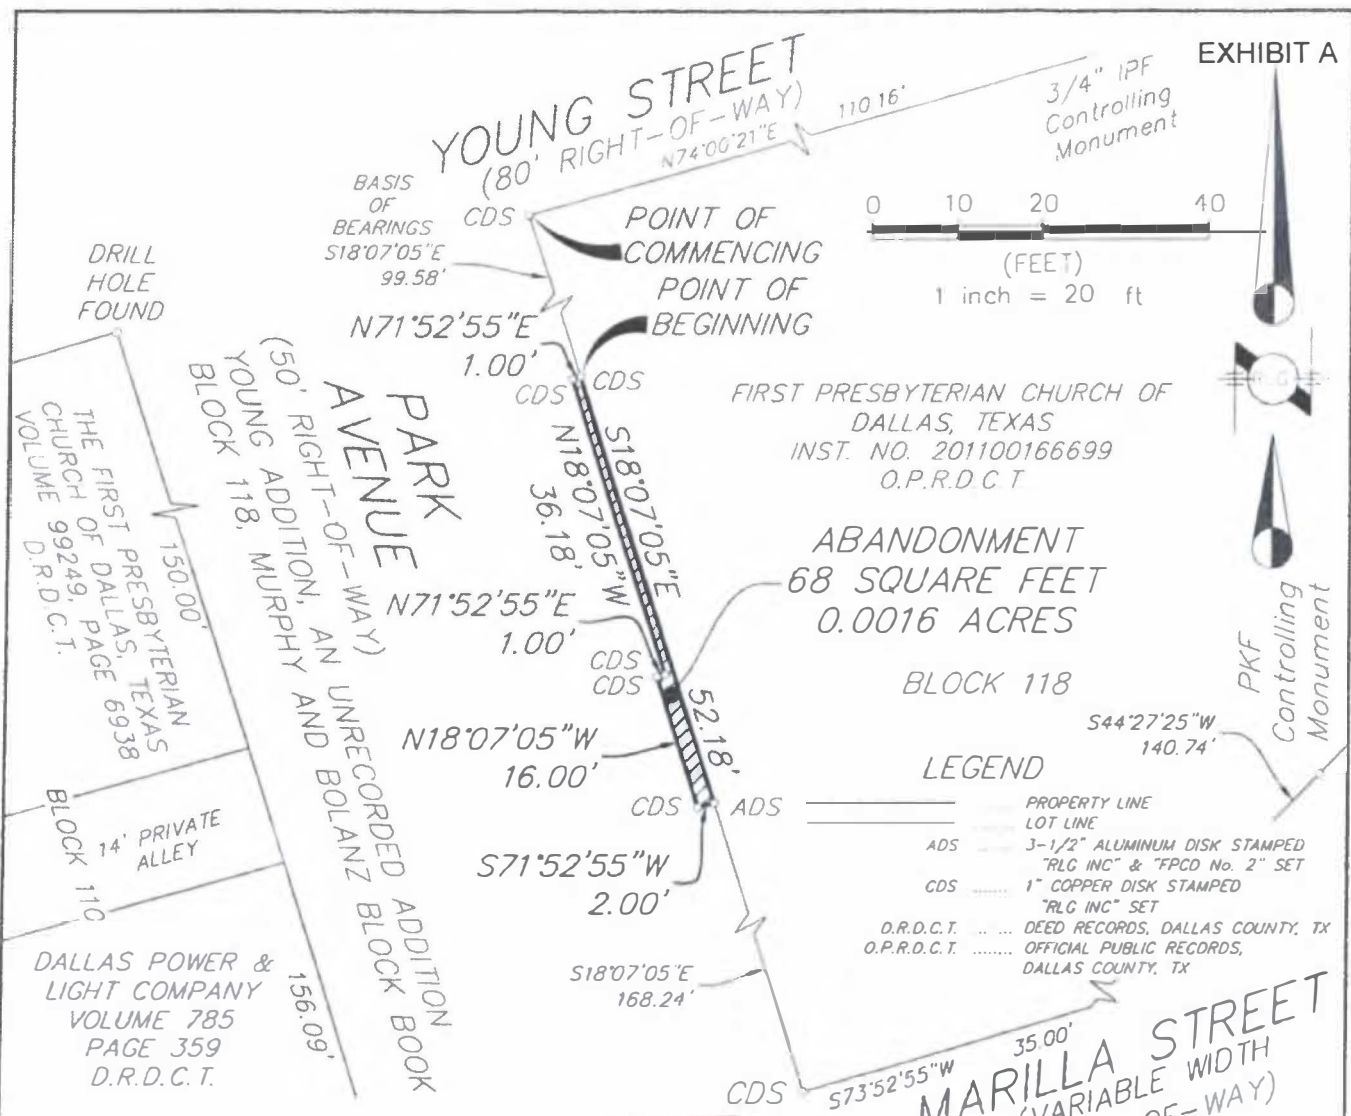 EXHIBIT A
YOUNG STREET
(80' RIGHT-OF-WAY)
N74°00'21"E
110.16'
3/4" IPF
Controlling
Monument
BASIS
OF
BEARINGS
S18°07'05"E
99.58'
CDS
POINT OF
COMMENCING
0 10 20 40
(FEET)
1 inch = 20 ft
DRILL
HOLE
FOUND
POINT OF
BEGINNING
N71°52'55"E
1.00'
CDS
CDS
PARK
AVENUE
(50' RIGHT-OF-WAY)
YOUNG ADDITION, AN UNRECORDED ADDITION
BLOCK 118, MURPHY AND BOLANZ BLOCK BOOK
FIRST PRESBYTERIAN CHURCH OF
DALLAS, TEXAS
INST. NO. 201100166699
O.P.R.D.C.T
S18°07'05"E
52.18'
N18°07'05"W
36.18'
THE FIRST PRESBYTERIAN
CHURCH OF DALLAS, TEXAS
VOLUME 99249, PAGE 6938
D.R.D.C.T.
150.00'
ABANDONMENT
68 SQUARE FEET
0.0016 ACRES
N71°52'55"E
1.00'
CDS
CDS
BLOCK 118
PKF
Controlling
Monument
S44°27'25"W
140.74'
N18°07'05"W
16.00'
CDS
ADS
S71°52'55"W
2.00'
BLOCK 110
14' PRIVATE
ALLEY
LEGEND
PROPERTY LINE
LOT LINE
ADS 3-1/2" ALUMINUM DISK STAMPED
"RLG INC" & "FPCD No. 2" SET
CDS ........ 1" COPPER DISK STAMPED
"RLG INC" SET
D.R.D.C.T. .. ... DEED RECORDS, DALLAS COUNTY, TX
O.P.R.D.C.T. ........ OFFICIAL PUBLIC RECORDS,
DALLAS COUNTY, TX
DALLAS POWER &
LIGHT COMPANY
VOLUME 785
PAGE 359
D.R.D.C.T.
156.09'
S18°07'05"E
168.24'
CDS
S73°52'55"W
35.00'
MARILLA STREET
(VARIABLE WIDTH
OF-WAY)